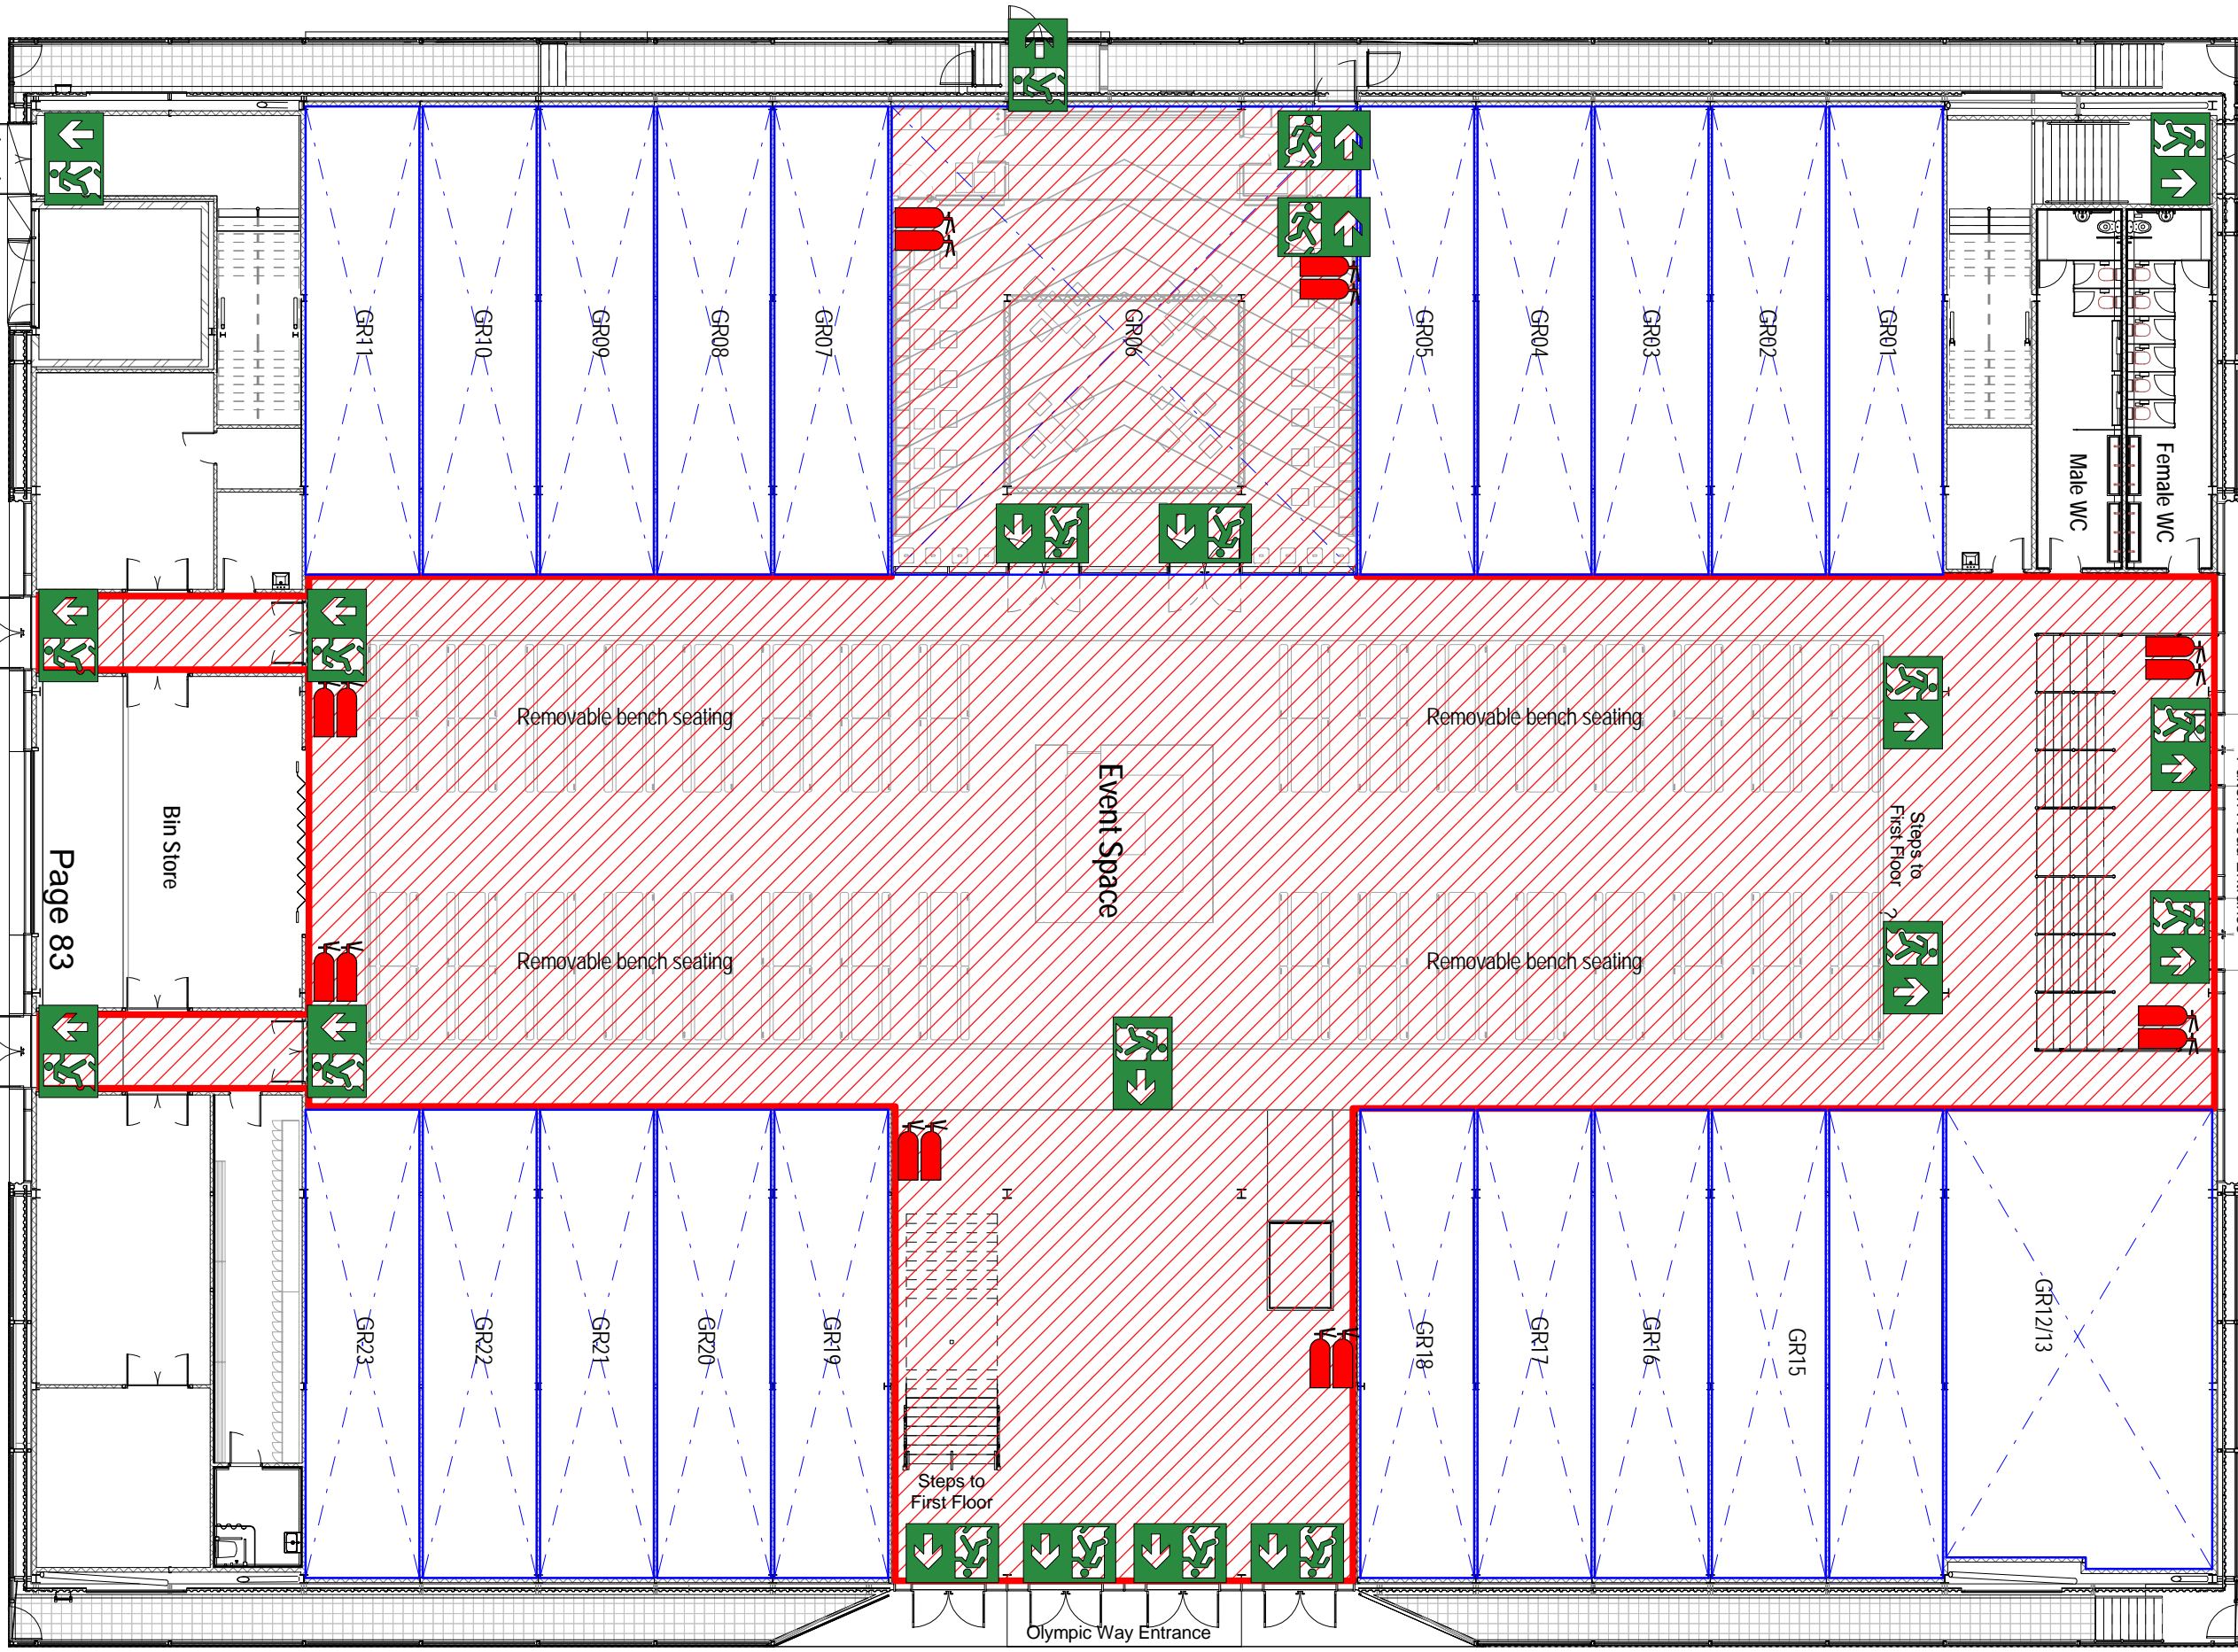 GR11
GR10
GR09
GR08
GR07
GR06
GR05
GR04
GR03
GR02
GR01
Male WC
Female WC
Removable bench seating
Removable bench seating
Event Space
Steps to
First Floor
?
Bin Store
Page 83
Removable bench seating
Removable bench seating
GR23
GR22
GR21
GR20
GR19
GR18
GR17
GR16
GR15
GR12/13
Steps to
First Floor
Olympic Way Entrance